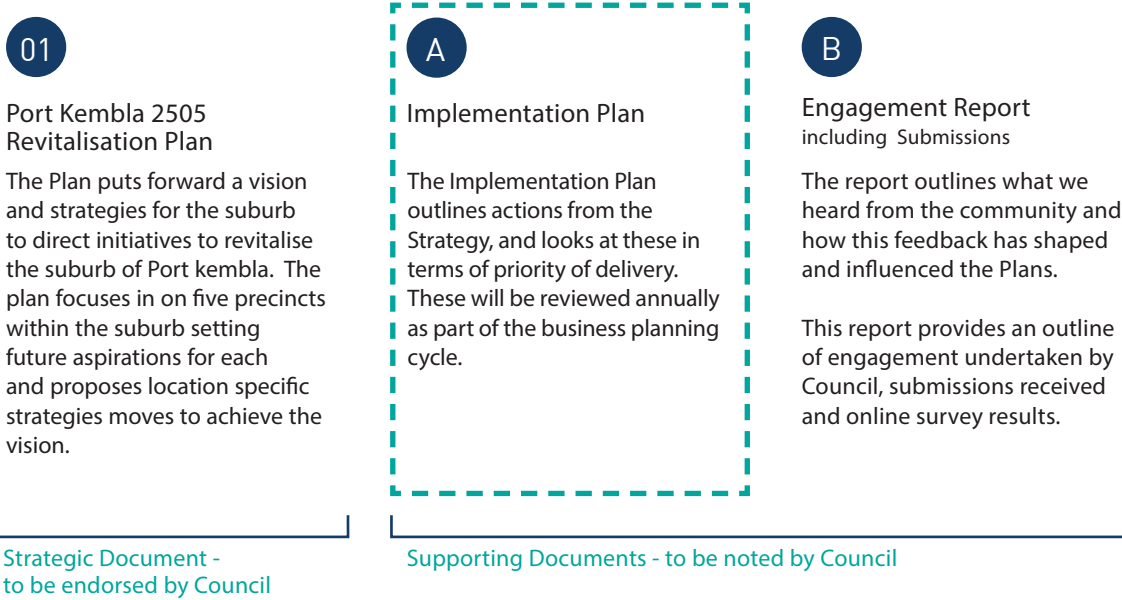 01
Port Kembla 2505
Revitalisation Plan
The Plan puts forward a vision
and strategies for the suburb
to direct initiatives to revitalise
the suburb of Port kembla. The
plan focuses in on five precincts
within the suburb setting
future aspirations for each
and proposes location specific
strategies moves to achieve the
vision.
Strategic Document -
to be endorsed by Council
A
Implementation Plan
The Implementation Plan
outlines actions from the
Strategy, and looks at these in
terms of priority of delivery.
These will be reviewed annually
as part of the business planning
cycle.
B
Engagement Report
including Submissions
The report outlines what we
heard from the community and
how this feedback has shaped
and influenced the Plans.
This report provides an outline
of engagement undertaken by
Council, submissions received
and online survey results.
Supporting Documents - to be noted by Council